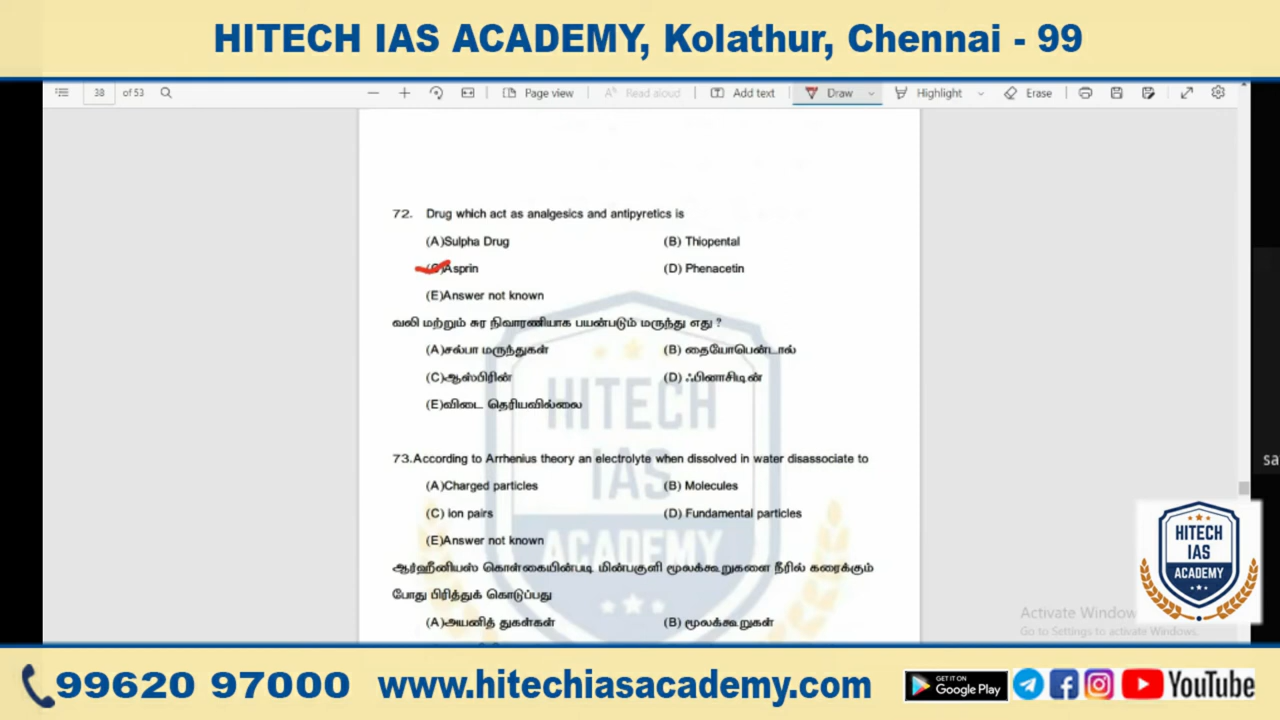 HITECH IAS ACADEMY, Kolathur, Chennai - 99
38 of 53 Page view Read aloud Add text Draw Highlight Erase
72. Drug which act as analgesics and antipyretics is
(A)Sulpha Drug (B) Thiopental
(C)Asprin (D) Phenacetin
(E)Answer not known
வலி மற்றும் சுர நிவாரணியாக பயன்படும் மருந்து எது ?
(A)சல்பா மருந்துகள் (B) தையோபென்டால்
(C)ஆஸ்பிரின் (D) ஃபினாசிடின்
(E)விடை தெரியவில்லை
73.According to Arrhenius theory an electrolyte when dissolved in water disassociate to
(A)Charged particles (B) Molecules
(C) ion pairs (D) Fundamental particles
(E)Answer not known
ஆர்ஹீனியஸ் கொள்கையின்படி மின்பகுளி மூலக்கூறுகளை நீரில் கரைக்கும்
போது பிரித்துக் கொடுப்பது
(A)அயனித் துகள்கள் (B) மூலக்கூறுகள்
HITECH
IAS
ACADEMY
sa
HITECH
IAS
ACADEMY
Activate Window
Go to Settings to activate Windows.
99620 97000 www.hitechiasacademy.com GET IT ON Google Play YouTube